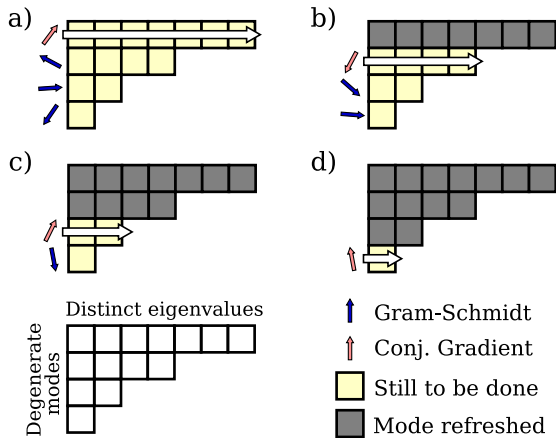 a)
b)
c)
d)
Distinct eigenvalues
Degenerate
modes
Gram-Schmidt
Conj. Gradient
Still to be done
Mode refreshed